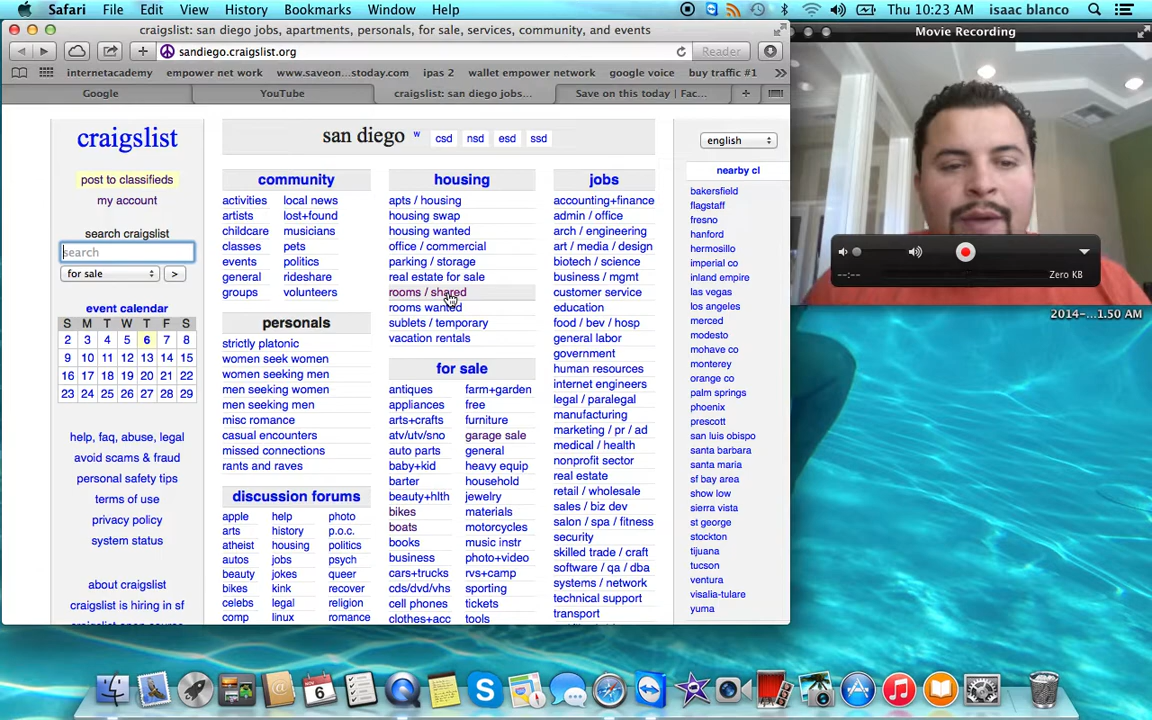 Safari File Edit View History Bookmarks Window Help Thu 10:23 AM isaac blanco
craigslist: san diego jobs, apartments, personals, for sale, services, community, and events
Movie Recording
sandiego.craigslist.org Reader
internetacademy empower net work www.saveon...stoday.com ipas 2 wallet empower network google voice buy traffic #1 »
Google YouTube craigslist: san diego jobs... Save on this today | Fac... +
craigslist
post to classifieds
my account
search craigslist
search
for sale >
event calendar
S M T W T F S
2 3 4 5 6 7 8
9 10 11 12 13 14 15
16 17 18 19 20 21 22
23 24 25 26 27 28 29
help, faq, abuse, legal
avoid scams & fraud
personal safety tips
terms of use
privacy policy
system status
about craigslist
craigslist is hiring in sf
san diego w csd nsd esd ssd
community
activities local news
artists lost+found
childcare musicians
classes pets
events politics
general rideshare
groups volunteers
personals
strictly platonic
women seek women
women seeking men
men seeking women
men seeking men
misc romance
casual encounters
missed connections
rants and raves
discussion forums
apple help photo
arts history p.o.c.
atheist housing politics
autos jobs psych
beauty jokes queer
bikes kink recover
celebs legal religion
comp linux romance
housing
apts / housing
housing swap
housing wanted
office / commercial
parking / storage
real estate for sale
rooms / shared
rooms wanted
sublets / temporary
vacation rentals
for sale
antiques farm+garden
appliances free
arts+crafts furniture
atv/utv/sno garage sale
auto parts general
baby+kid heavy equip
barter household
beauty+hlth jewelry
bikes materials
boats motorcycles
books music instr
business photo+video
cars+trucks rvs+camp
cds/dvd/vhs sporting
cell phones tickets
clothes+acc tools
jobs
accounting+finance
admin / office
arch / engineering
art / media / design
biotech / science
business / mgmt
customer service
education
food / bev / hosp
general labor
government
human resources
internet engineers
legal / paralegal
manufacturing
marketing / pr / ad
medical / health
nonprofit sector
real estate
retail / wholesale
sales / biz dev
salon / spa / fitness
security
skilled trade / craft
software / qa / dba
systems / network
technical support
transport
english
nearby cl
bakersfield
flagstaff
fresno
hanford
hermosillo
imperial co
inland empire
las vegas
los angeles
merced
modesto
mohave co
monterey
orange co
palm springs
phoenix
prescott
san luis obispo
santa barbara
santa maria
sf bay area
show low
sierra vista
st george
stockton
tijuana
tucson
ventura
visalia-tulare
yuma
--:-- Zero KB
2014-...1.50 AM
NOV
6